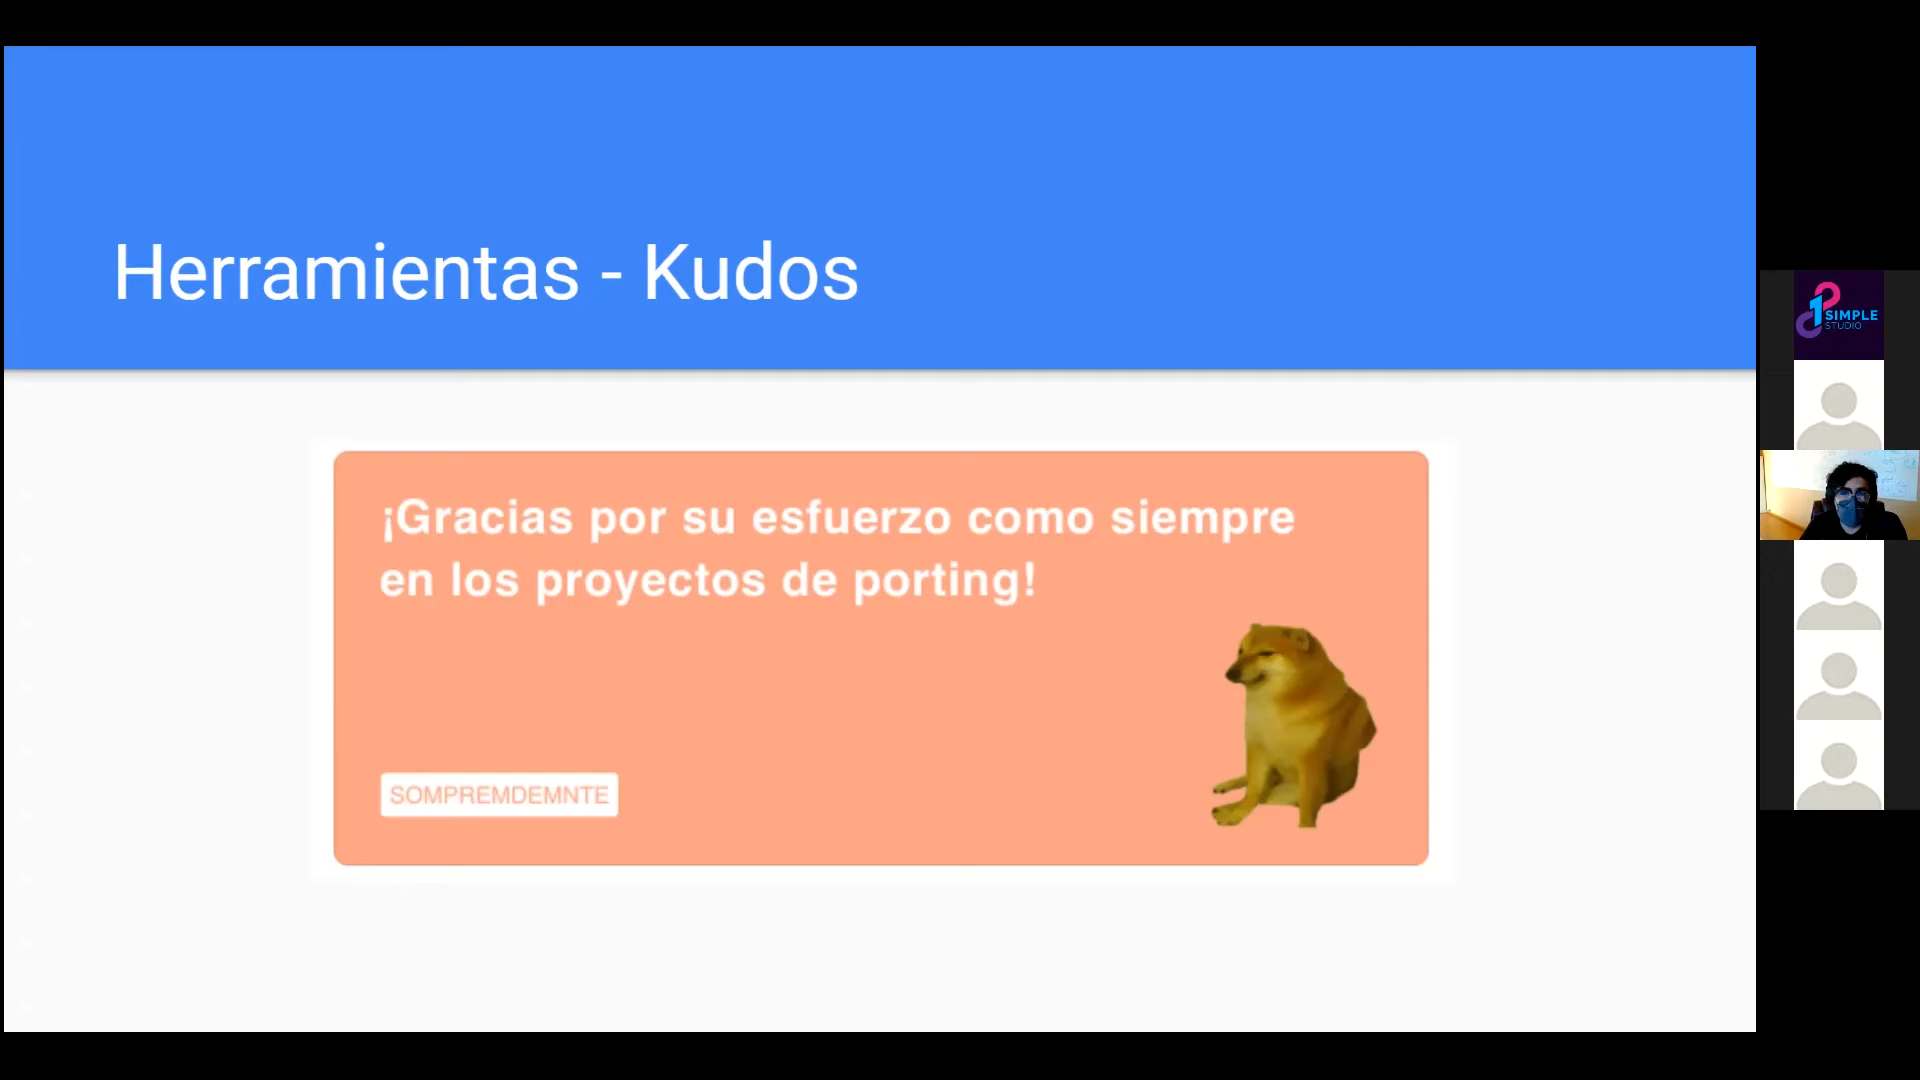 Herramientas - Kudos
¡Gracias por su esfuerzo como siempre
en los proyectos de porting!
SOMPREMDEMNTE
SIMPLE
STUDIO